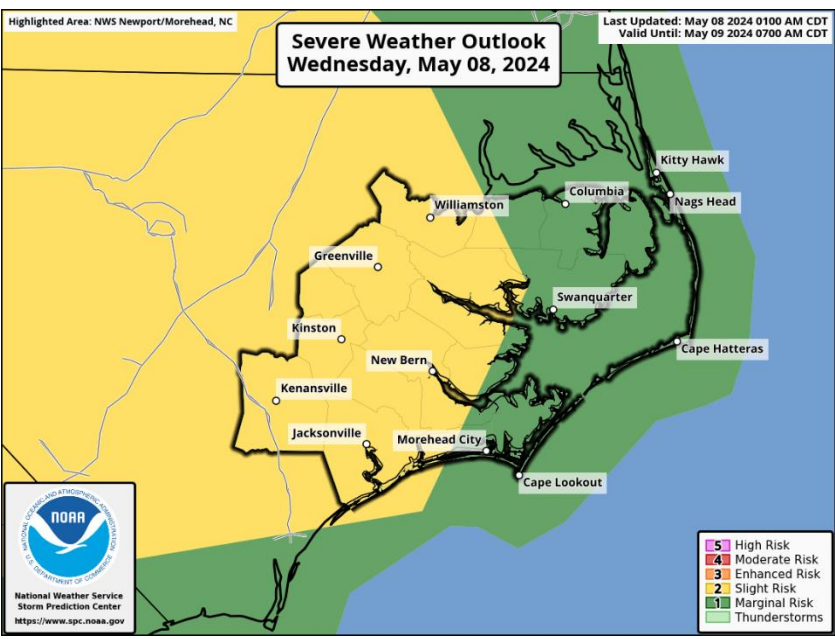 Highlighted Area: NWS Newport/Morehead, NC
Last Updated: May 08 2024 0100 AM CDT
Valid Until: May 09 2024 0700 AM CDT
Severe Weather Outlook
Wednesday, May 08, 2024
Kitty Hawk
Columbia
Nags Head
Williamston
Greenville
Swanquarter
Kinston
Cape Hatteras
New Bern
Kenansville
Jacksonville
Morehead City
Cape Lookout
NATIONAL OCEANIC AND ATMOSPHERIC ADMINISTRATION
NOAA
U.S. DEPARTMENT OF COMMERCE
National Weather Service
Storm Prediction Center
https://www.spc.noaa.gov
5 High Risk
4 Moderate Risk
3 Enhanced Risk
2 Slight Risk
1 Marginal Risk
Thunderstorms